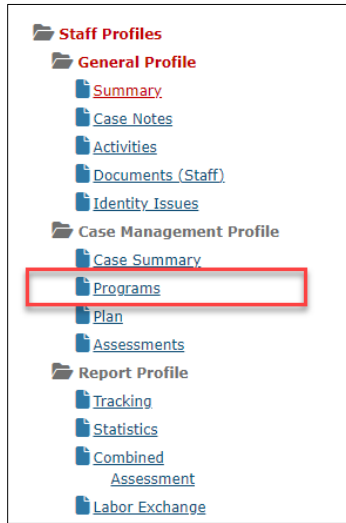 Staff Profiles
General Profile
Summary
Case Notes
Activities
Documents (Staff)
Identity Issues
Case Management Profile
Case Summary
Programs
Plan
Assessments
Report Profile
Tracking
Statistics
Combined
Assessment
Labor Exchange